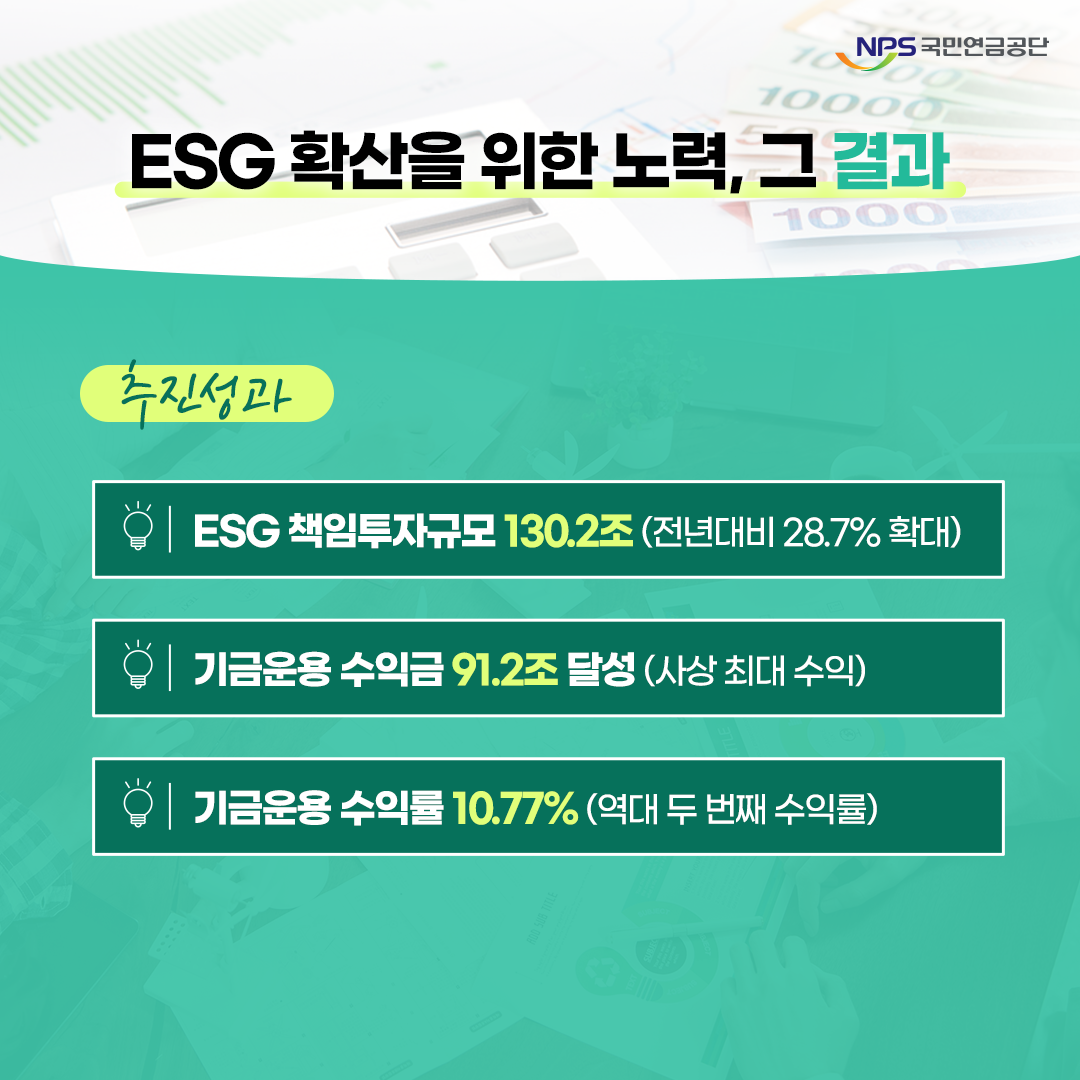 NPS 국민연금공단
10000
10000
1000
ESG 확산을 위한 노력, 그 결과
추진성과
ESG 책임투자규모 130.2조 (전년대비 28.7% 확대)
기금운용 수익금 91.2조 달성 (사상 최대 수익)
기금운용 수익률 10.77% (역대 두 번째 수익률)